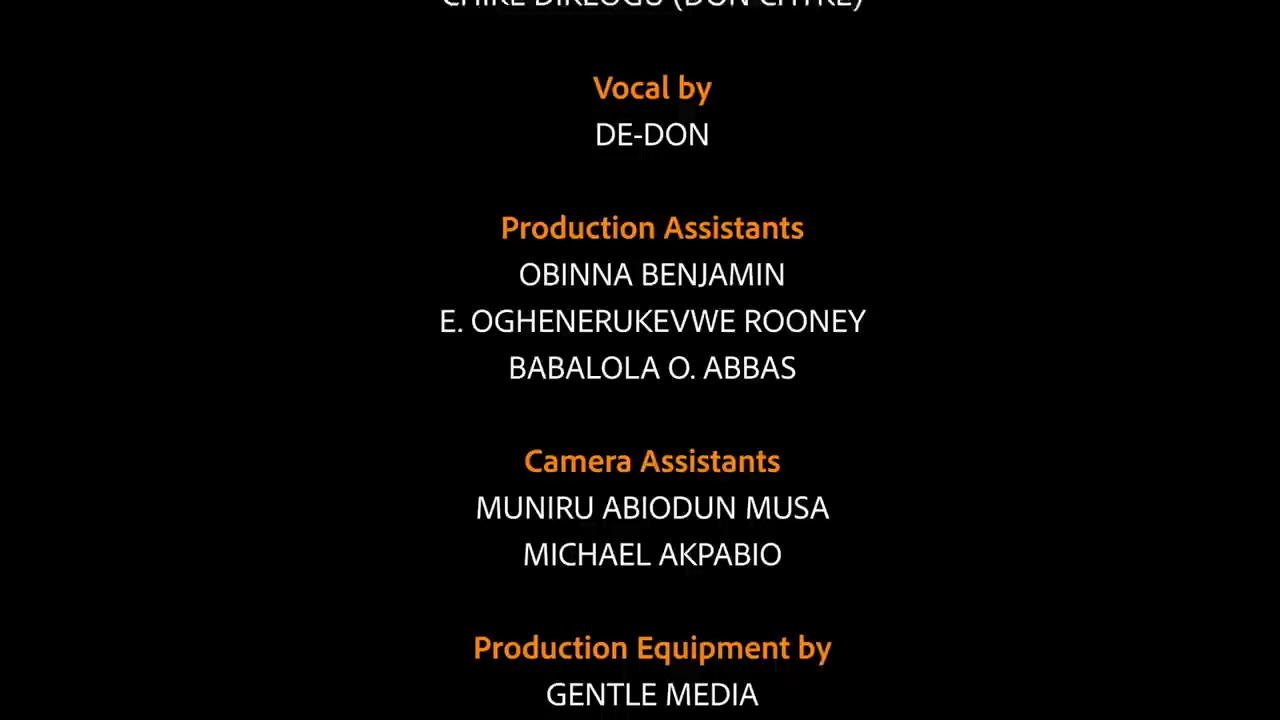 Vocal by
DE-DON
Production Assistants
OBINNA BENJAMIN
E. OGHENERUKEVWE ROONEY
BABALOLA O. ABBAS
Camera Assistants
MUNIRU ABIODUN MUSA
MICHAEL AKPABIO
Production Equipment by
GENTLE MEDIA